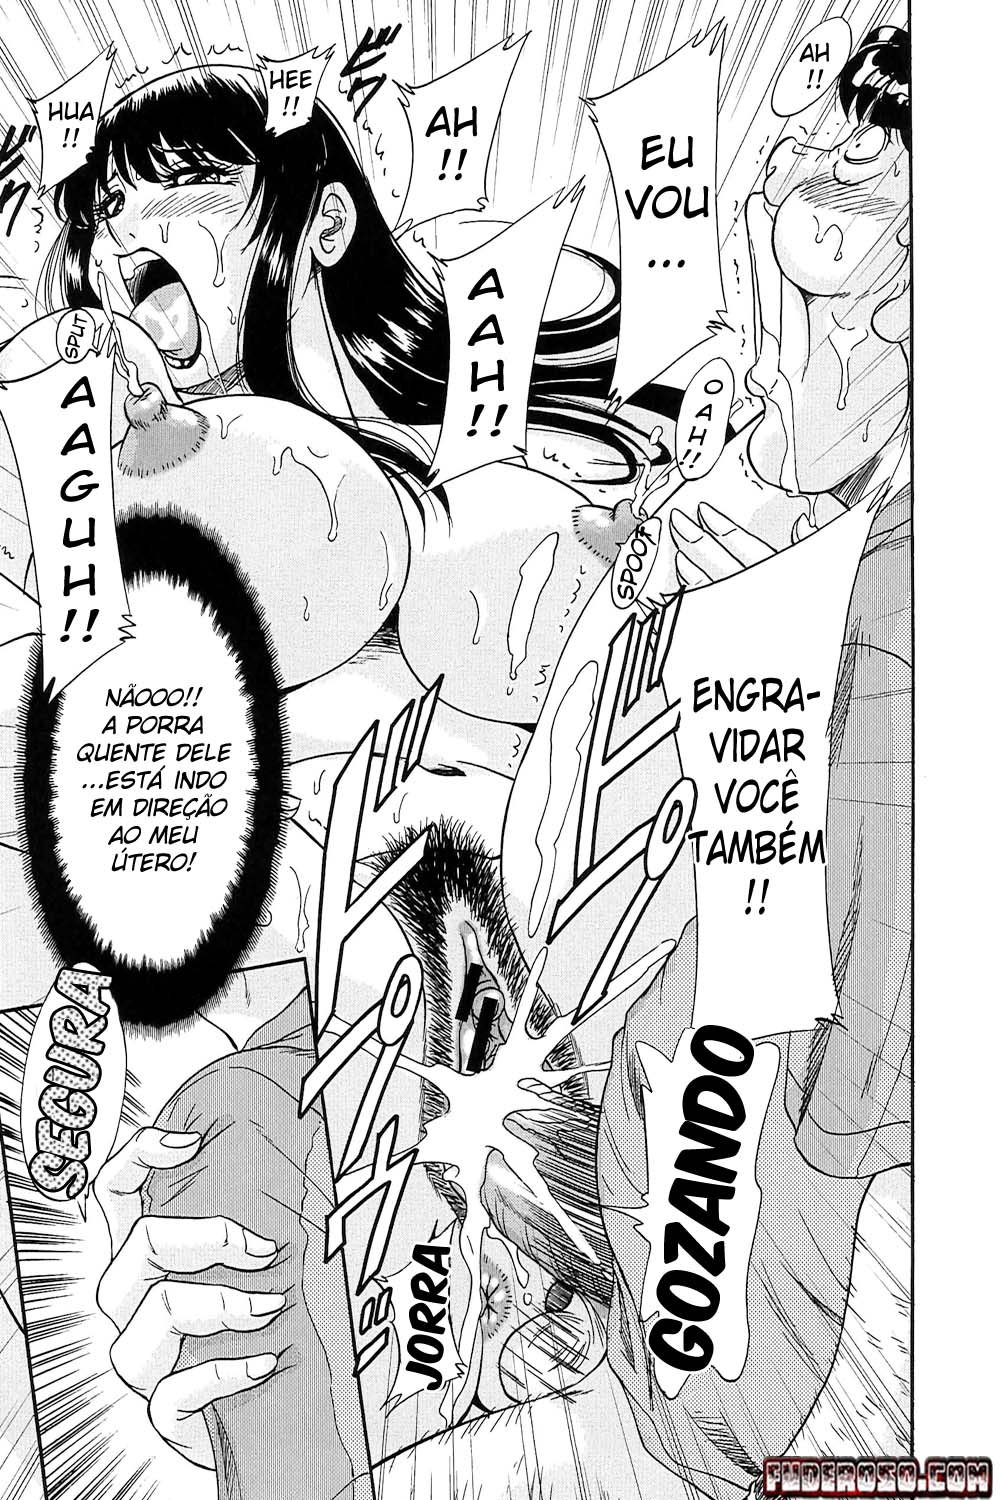 AH!!
HEE!!
HUA!!
AH!!
EU
VOU
...
AAH!!
OAH!!
SPLIT
AAGUH!!
SPOOF
ENGRA-
VIDAR
VOCÊ
TAMBÉM
!!
NÃOOO!!
A PORRA
QUENTE DELE
...ESTÁ INDO
EM DIREÇÃO
AO MEU
ÚTERO!
SEGURA
GOZANDO
JORRA
FUDEROSO.COM